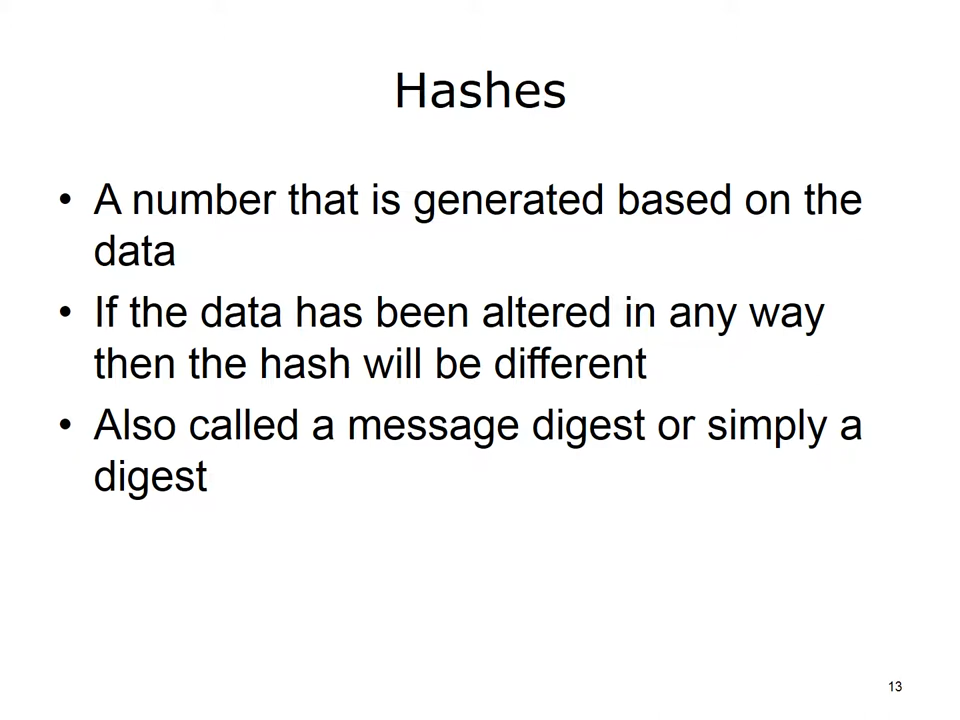 Hashes
• A number that is generated based on the
data
• If the data has been altered in any way
then the hash will be different
• Also called a message digest or simply a
digest
13